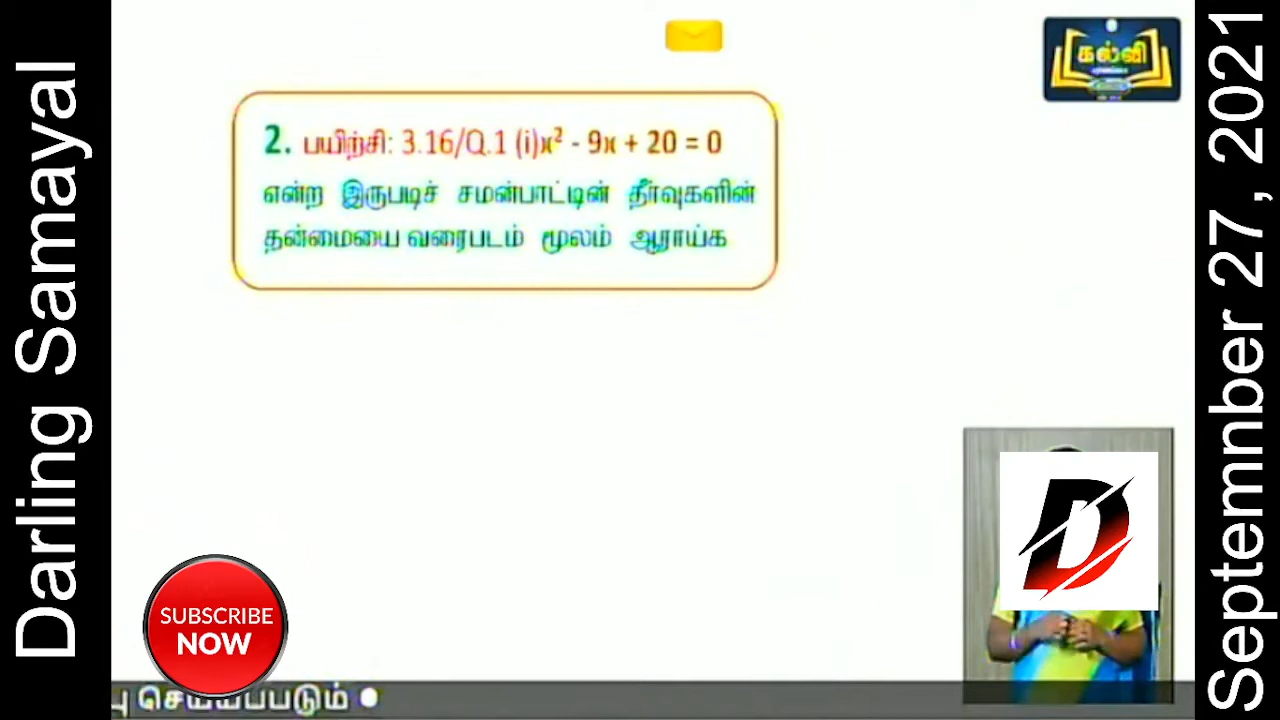 Darling Samayal
கல்வி
2. பயிற்சி: 3.16/Q.1 (i)x² - 9x + 20 = 0
என்ற இருபடிச் சமன்பாட்டின் தீர்வுகளின்
தன்மையை வரைபடம் மூலம் ஆராய்க
D
SUBSCRIBE
NOW
பு செய்யப்படும் ●
Septemnber 27, 2021